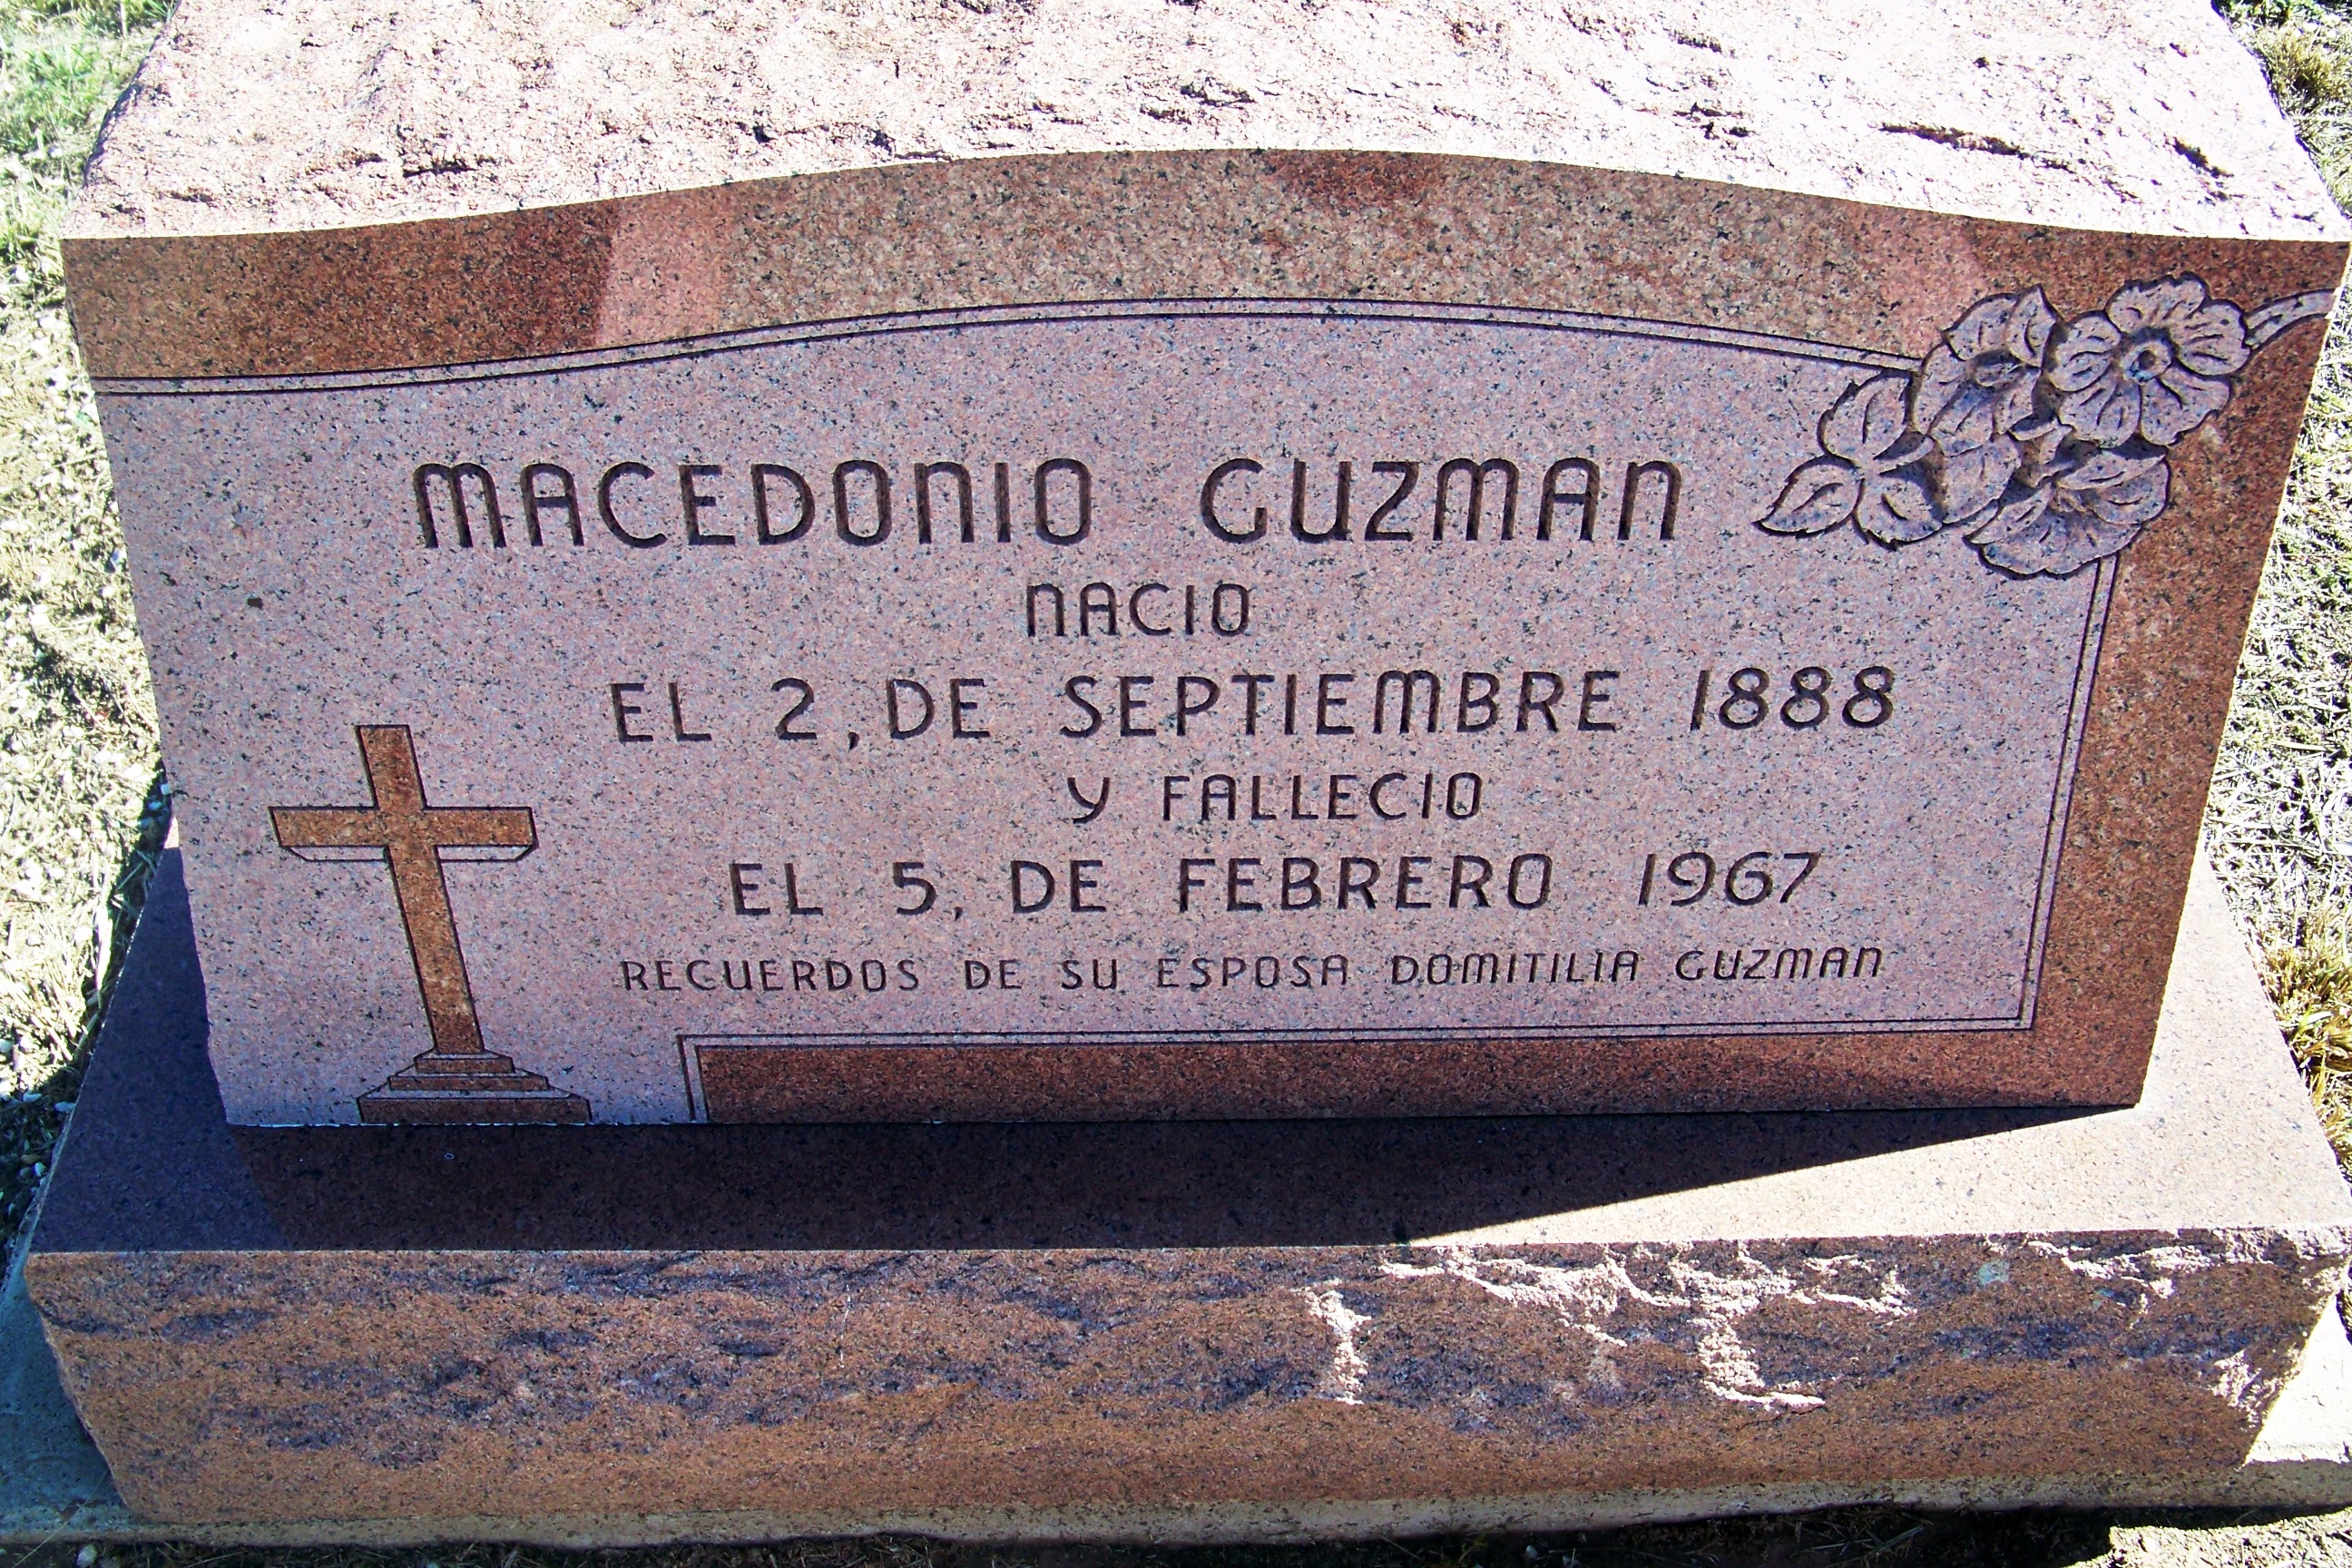 MACEDONIO GUZMAN
NACIO
EL 2, DE SEPTIEMBRE 1888
Y FALLECIO
EL 5, DE FEBRERO 1967
RECUERDOS DE SU ESPOSA DOMITILIA GUZMAN